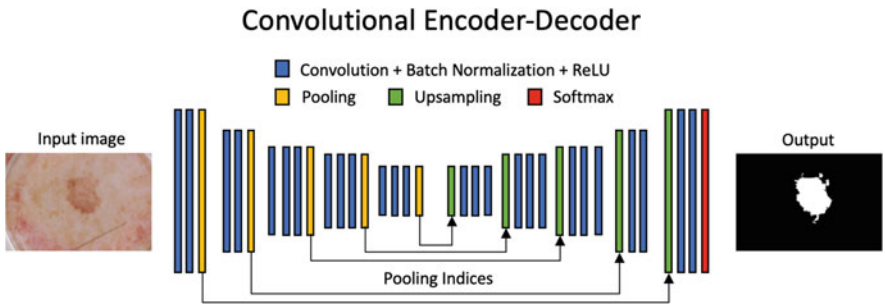 Convolutional Encoder-Decoder
Convolution + Batch Normalization + ReLU
Pooling Upsampling Softmax
Input image
Output
Pooling Indices